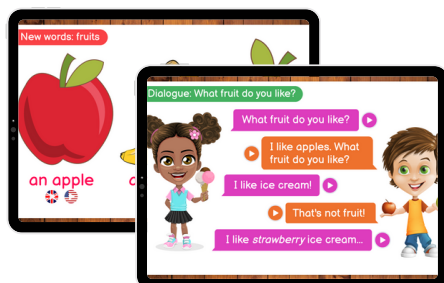 New words: fruits
an apple
Dialogue: What fruit do you like?
What fruit do you like?
I like apples. What
fruit do you like?
I like ice cream!
That's not fruit!
I like strawberry ice cream...